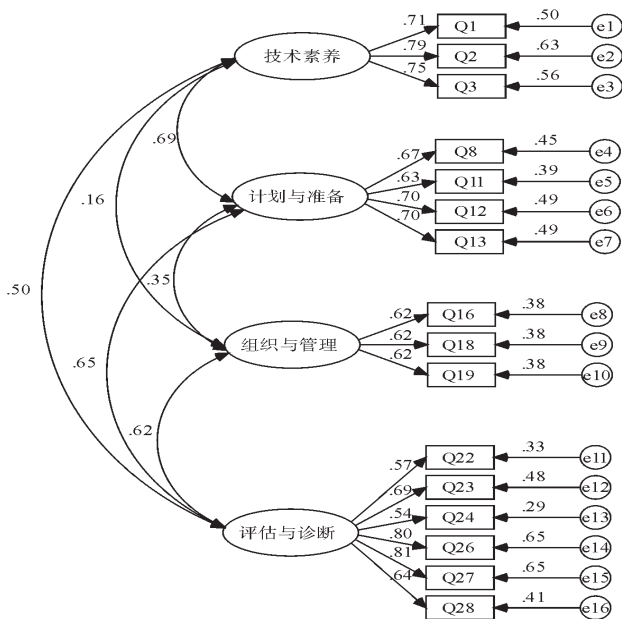 .71 Q1 .50 e1
技术素养 .79 Q2 .63 e2
.75 Q3 .56 e3
.69
.67 Q8 .45 e4
.63 Q11 .39 e5
.16 计划与准备 .70 Q12 .49 e6
.70 Q13 .49 e7
.50 .35
.62 Q16 .38 e8
组织与管理 .62 Q18 .38 e9
.65 .62 Q19 .38 e10
.62
.57 Q22 .33 e11
.69 Q23 .48 e12
.54 Q24 .29 e13
评估与诊断 .80 Q26 .65 e14
.81 Q27 .65 e15
.64 Q28 .41 e16